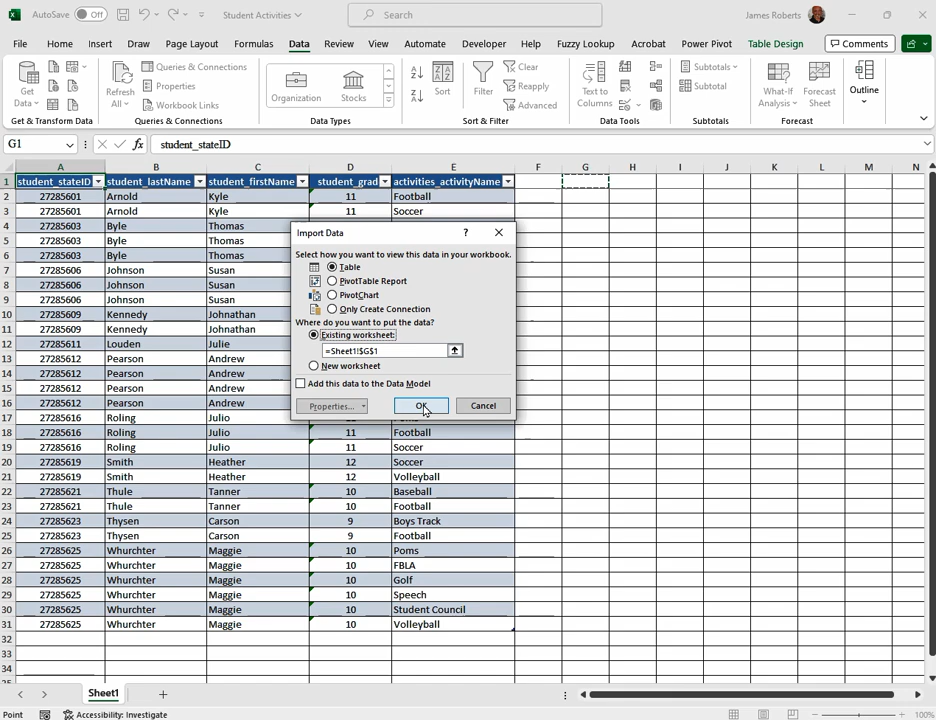 AutoSave Off Student Activities Search James Roberts
File Home Insert Draw Page Layout Formulas Data Review View Automate Developer Help Fuzzy Lookup Acrobat Power Pivot Table Design Comments
Get Data
Refresh All
Queries & Connections
Properties
Workbook Links
Organization Stocks
Sort
Filter
Clear
Reapply
Advanced
Text to Columns
Subtotals
Subtotal
What-If Analysis
Forecast Sheet
Outline
Get & Transform Data Queries & Connections Data Types Sort & Filter Data Tools Subtotals Forecast
G1 fx student_stateID
A B C D E F G H I J K L M N
1 student_stateID student_lastName student_firstName student_grad activities_activityName
2 27285601 Arnold Kyle 11 Football
3 27285601 Arnold Kyle 11 Soccer
4 27285603 Byle Thomas
5 27285603 Byle Thomas
6 27285603 Byle Thomas
7 27285606 Johnson Susan
8 27285606 Johnson Susan
9 27285606 Johnson Susan
10 27285609 Kennedy Johnathan
11 27285609 Kennedy Johnathan
12 27285611 Louden Julie
13 27285612 Pearson Andrew
14 27285612 Pearson Andrew
15 27285612 Pearson Andrew
16 27285612 Pearson Andrew
17 27285616 Roling Julio
18 27285616 Roling Julio 11 Football
19 27285616 Roling Julio 11 Soccer
20 27285619 Smith Heather 12 Soccer
21 27285619 Smith Heather 12 Volleyball
22 27285621 Thule Tanner 10 Baseball
23 27285621 Thule Tanner 10 Football
24 27285623 Thysen Carson 9 Boys Track
25 27285623 Thysen Carson 9 Football
26 27285625 Whurchter Maggie 10 Poms
27 27285625 Whurchter Maggie 10 FBLA
28 27285625 Whurchter Maggie 10 Golf
29 27285625 Whurchter Maggie 10 Speech
30 27285625 Whurchter Maggie 10 Student Council
31 27285625 Whurchter Maggie 10 Volleyball
32
33
34
Import Data ?
Select how you want to view this data in your workbook.
Table
PivotTable Report
PivotChart
Only Create Connection
Where do you want to put the data?
Existing worksheet:
=Sheet1!$G$1
New worksheet
Add this data to the Data Model
Properties... OK Cancel
Sheet1
Point Accessibility: Investigate 100%